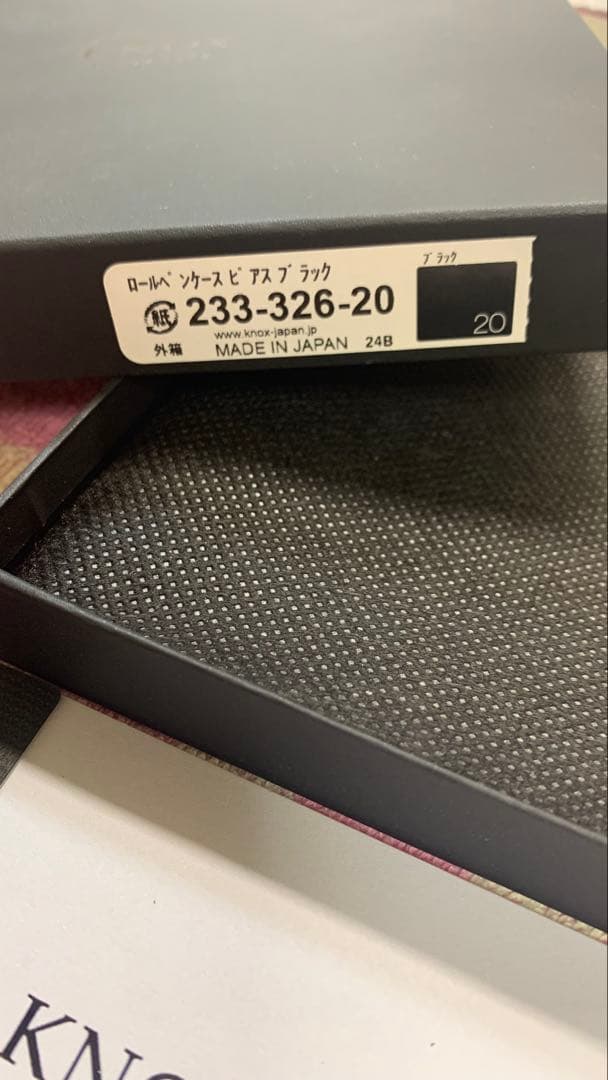 ロールペンケース ピアス ブラック
紙 233-326-20
外箱
www.knox-japan.jp
MADE IN JAPAN 24B
ブラック
20
KNO